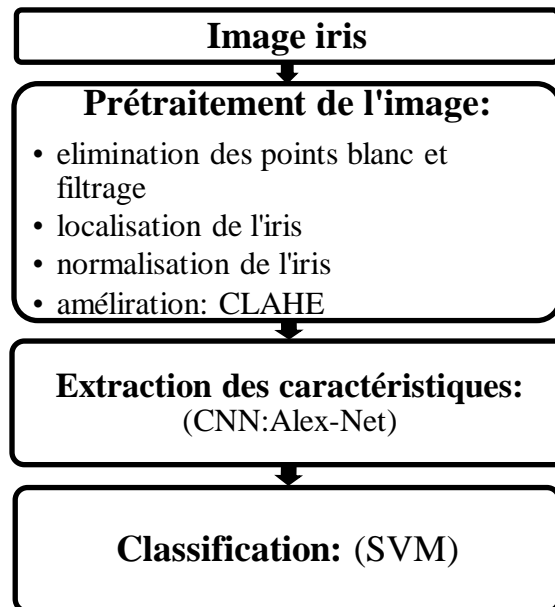 Image iris
Prétraitement de l'image:
• elimination des points blanc et
filtrage
• localisation de l'iris
• normalisation de l'iris
• améliration: CLAHE
Extraction des caractéristiques:
(CNN:Alex-Net)
Classification: (SVM)